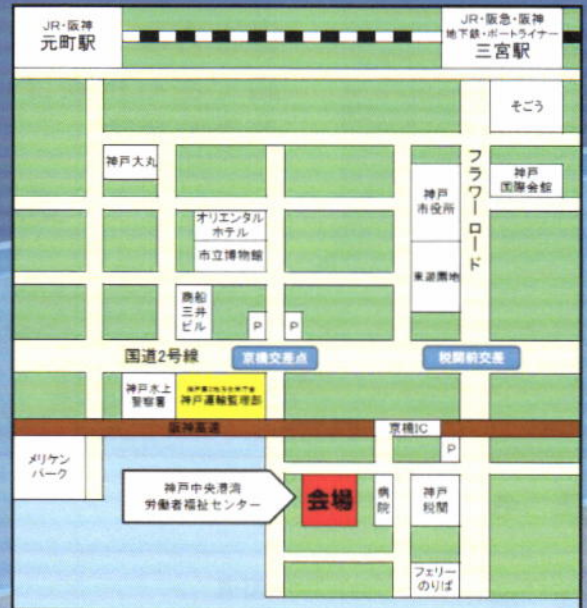 JR・阪神
元町駅
JR・阪急・阪神
地下鉄・ポートライナー
三宮駅
そごう
神戸大丸
神戸
国際会館
神戸
市役所
フラワーロード
オリエンタル
ホテル
市立博物館
東遊園地
商船
三井
ビル
P
P
国道2号線
京橋交差点
税関前交差
神戸水上
警察署
神戸運輸監理部
阪神高速
京橋IC
P
メリケン
パーク
神戸中央港湾
労働者福祉センター
会場
病院
神戸
税関
フェリー
のりば